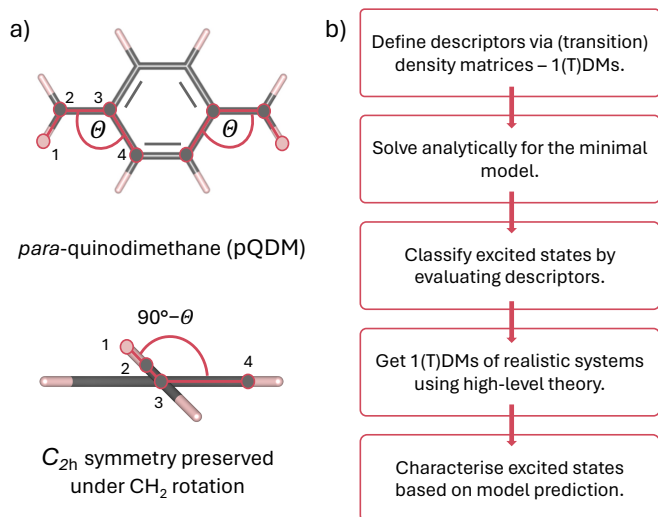 a)
2
3
Θ
Θ
1
4
para-quinodimethane (pQDM)
90°–Θ
1
2
3
4
C2h symmetry preserved
under CH2 rotation
b)
Define descriptors via (transition)
density matrices – 1(T)DMs.
Solve analytically for the minimal
model.
Classify excited states by
evaluating descriptors.
Get 1(T)DMs of realistic systems
using high-level theory.
Characterise excited states
based on model prediction.